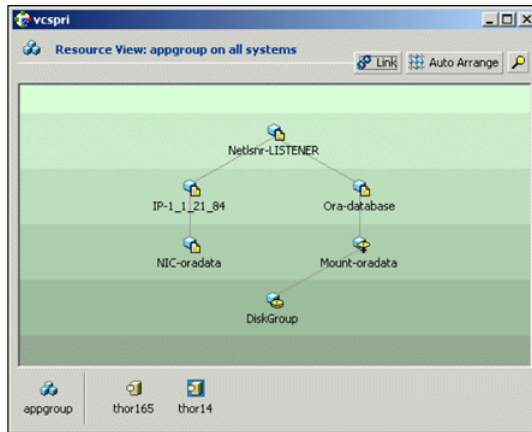 vcspri
Resource View: appgroup on all systems
Link
Auto Arrange
Netlsnr-LISTENER
IP-1_1_21_84
Ora-database
NIC-oradata
Mount-oradata
DiskGroup
appgroup
thor165
thor14